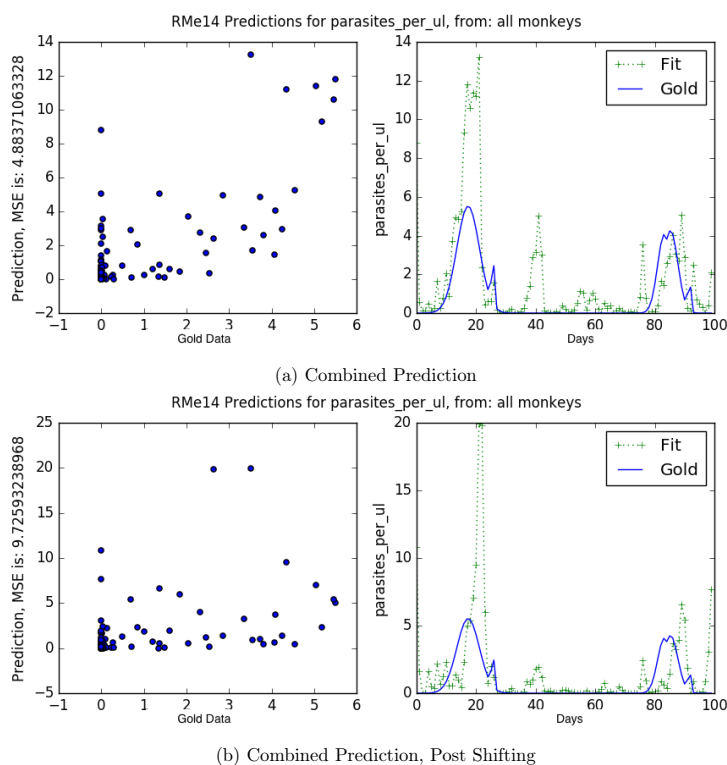 RMe14 Predictions for parasites_per_ul, from: all monkeys
Prediction, MSE is: 4.88371063328
14
12
10
8
6
4
2
0
−2
−1 0 1 2 3 4 5 6
Gold Data
parasites_per_ul
14
12
10
8
6
4
2
0
0 20 40 60 80 100
Days
Fit
Gold
(a) Combined Prediction
RMe14 Predictions for parasites_per_ul, from: all monkeys
Prediction, MSE is: 9.72593238968
25
20
15
10
5
0
−5
−1 0 1 2 3 4 5 6
Gold Data
parasites_per_ul
20
15
10
5
0
0 20 40 60 80 100
Days
Fit
Gold
(b) Combined Prediction, Post Shifting